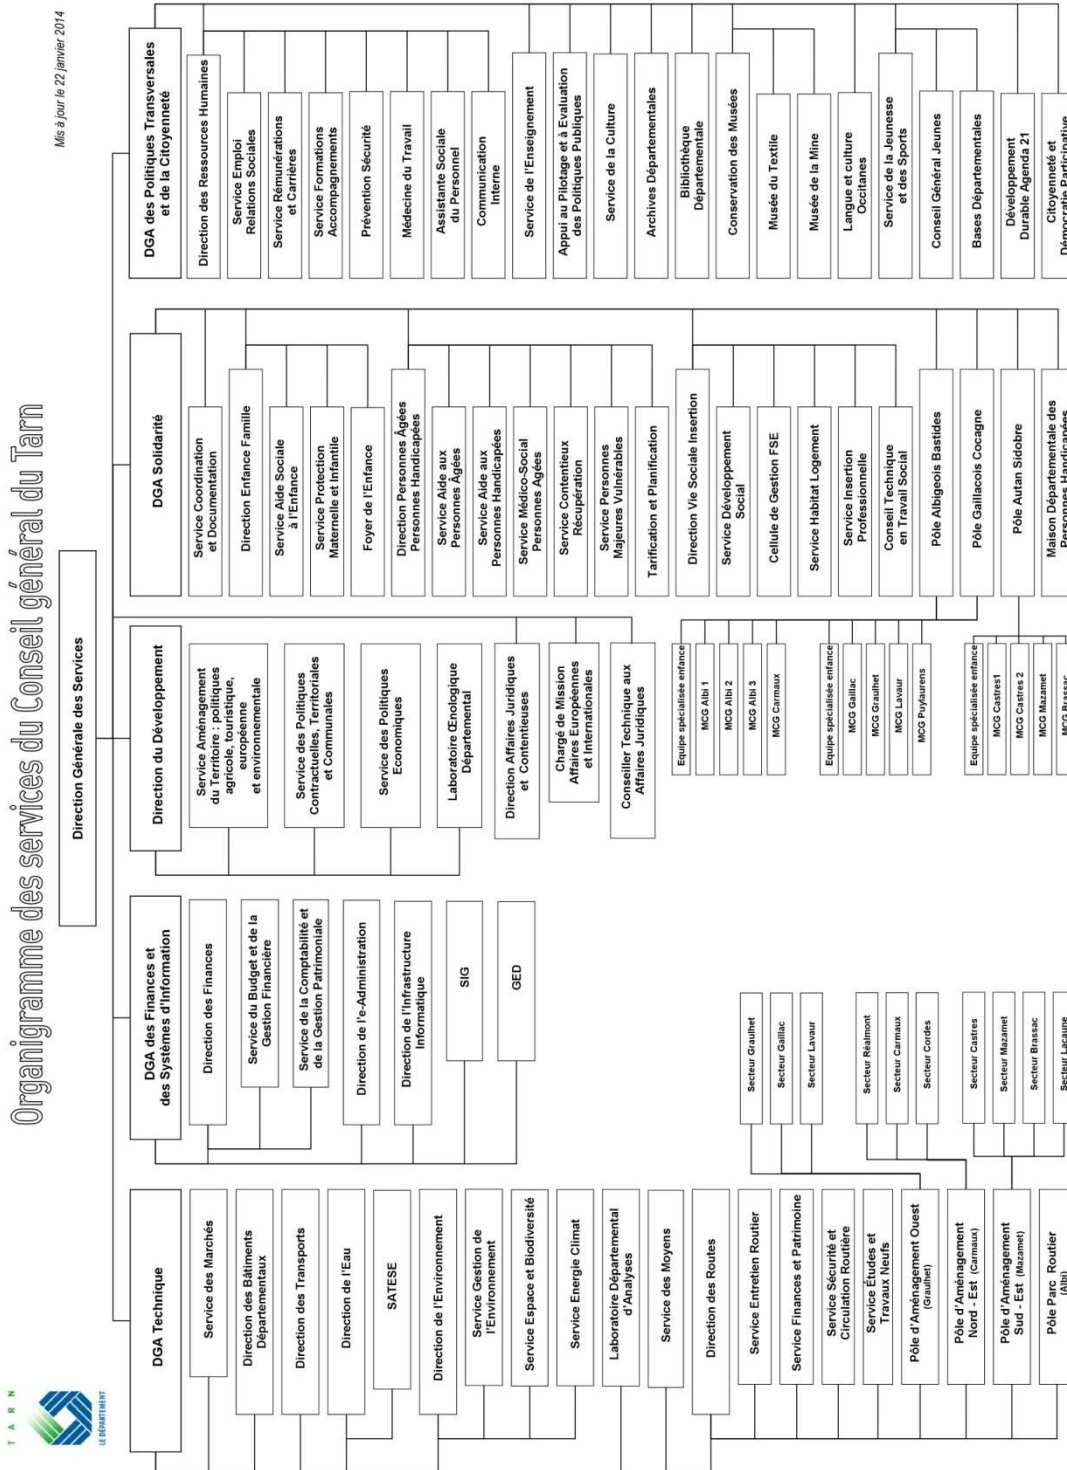 TARN
LE DÉPARTEMENT
Organigramme des services du Conseil général du Tarn
Mis à jour le 22 janvier 2014
Direction Générale des Services
DGA Technique
Service des Marchés
Direction des Bâtiments
Départementaux
Direction des Transports
Direction de l'Eau
SATESE
Direction de l'Environnement
Service Gestion de
l'Environnement
Service Espace et Biodiversité
Service Energie Climat
Laboratoire Départemental
d'Analyses
Service des Moyens
Direction des Routes
Service Entretien Routier
Service Finances et Patrimoine
Service Sécurité et
Circulation Routière
Service Études et
Travaux Neufs
Pôle d'Aménagement Ouest
(Graulhet)
Pôle d'Aménagement
Nord - Est (Carmaux)
Pôle d'Aménagement
Sud - Est (Mazamet)
Pôle Parc Routier
(Albi)
Secteur Graulhet
Secteur Gaillac
Secteur Lavaur
Secteur Réalmont
Secteur Carmaux
Secteur Cordes
Secteur Castres
Secteur Mazamet
Secteur Brassac
Secteur Lacaune
DGA des Finances et
des Systèmes d'Information
Direction des Finances
Service du Budget et de la
Gestion Financière
Service de la Comptabilité et
de la Gestion Patrimoniale
Direction de l'e-Administration
Direction de l'Infrastructure
Informatique
SIG
GED
Direction du Développement
Service Aménagement
du Territoire : politiques
agricole, touristique,
européenne
et environnementale
Service des Politiques
Contractuelles, Territoriales
et Communales
Service des Politiques
Economiques
Laboratoire Œnologique
Départemental
Direction Affaires Juridiques
et Contentieuses
Chargé de Mission
Affaires Européennes
et Internationales
Conseiller Technique aux
Affaires Juridiques
DGA Solidarité
Service Coordination
et Documentation
Direction Enfance Famille
Service Aide Sociale
à l'Enfance
Service Protection
Maternelle et Infantile
Foyer de l'Enfance
Direction Personnes Âgées
Personnes Handicapées
Service Aide aux
Personnes Âgées
Service Aide aux
Personnes Handicapées
Service Médico-Social
Personnes Agées
Service Contentieux
Récupération
Service Personnes
Majeures Vulnérables
Tarification et Planification
Direction Vie Sociale Insertion
Service Développement
Social
Cellule de Gestion FSE
Service Habitat Logement
Service Insertion
Professionnelle
Conseil Technique
en Travail Social
Pôle Albigeois Bastides
Pôle Gaillacois Cocagne
Pôle Autan Sidobre
Maison Départementale des
Personnes Handicapées
Equipe spécialisée enfance
MCG Albi 1
MCG Albi 2
MCG Albi 3
MCG Carmaux
Equipe spécialisée enfance
MCG Gaillac
MCG Graulhet
MCG Lavaur
MCG Puylaurens
Equipe spécialisée enfance
MCG Castres1
MCG Castres 2
MCG Mazamet
MCG Brassac
DGA des Politiques Transversales
et de la Citoyenneté
Direction des Ressources Humaines
Service Emploi
Relations Sociales
Service Rémunérations
et Carrières
Service Formations
Accompagnements
Prévention Sécurité
Médecine du Travail
Assistante Sociale
du Personnel
Communication
Interne
Service de l'Enseignement
Appui au Pilotage et à Evaluation
des Politiques Publiques
Service de la Culture
Archives Départementales
Bibliothèque
Départementale
Conservation des Musées
Musée du Textile
Musée de la Mine
Langue et culture
Occitanes
Service de la Jeunesse
et des Sports
Conseil Général Jeunes
Bases Départementales
Développement
Durable Agenda 21
Citoyenneté et
Démocratie Participative